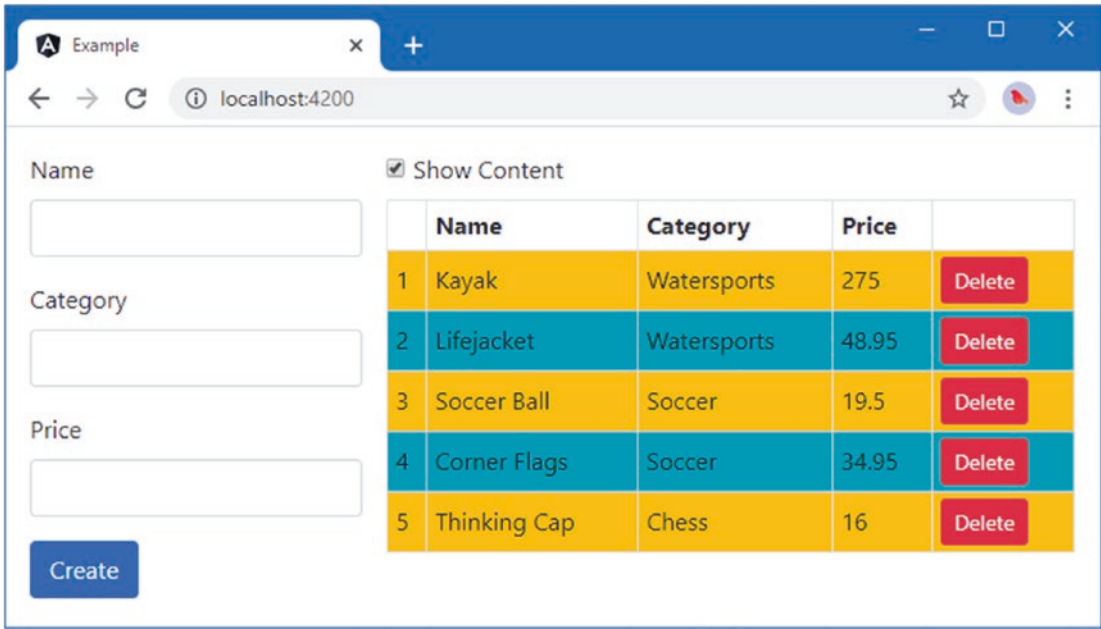 Example
localhost:4200
Name
Category
Price
Create
Show Content
Name Category Price
1 Kayak Watersports 275 Delete
2 Lifejacket Watersports 48.95 Delete
3 Soccer Ball Soccer 19.5 Delete
4 Corner Flags Soccer 34.95 Delete
5 Thinking Cap Chess 16 Delete